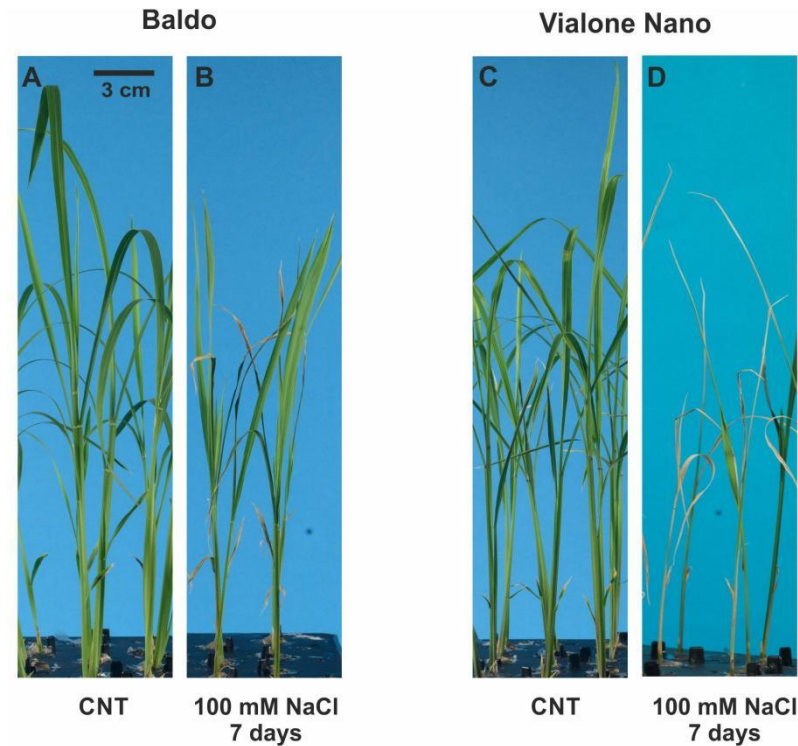 Baldo
Vialone Nano
A
3 cm
B
C
D
CNT
100 mM NaCl
7 days
CNT
100 mM NaCl
7 days